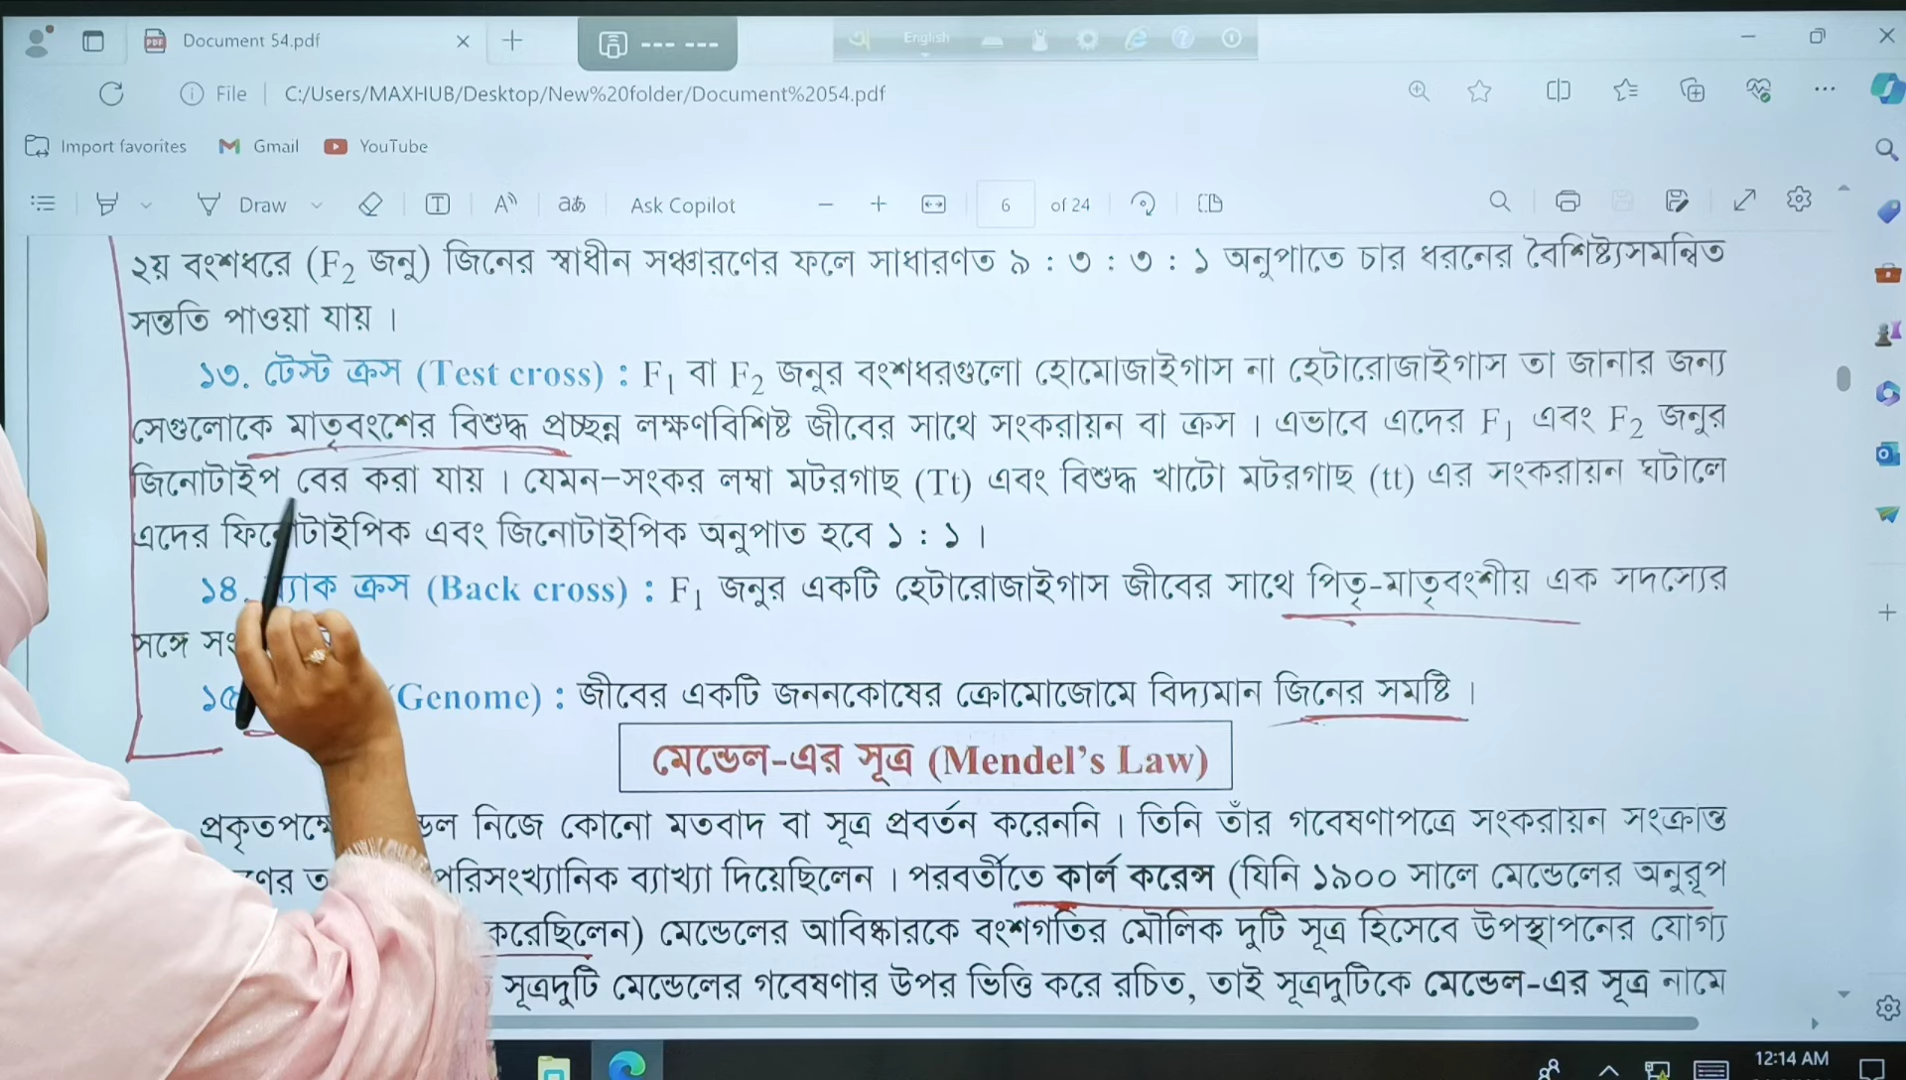 Document 54.pdf
English
File
C:/Users/MAXHUB/Desktop/New%20folder/Document%2054.pdf
Import favorites Gmail YouTube
Draw Ask Copilot 6 of 24
২য় বংশধরে (F₂ জনু) জিনের স্বাধীন সঞ্চারণের ফলে সাধারণত ৯ : ৩ : ৩ : ১ অনুপাতে চার ধরনের বৈশিষ্ট্যসমন্বিত
সন্ততি পাওয়া যায় ।
১৩. টেস্ট ক্রস (Test cross) : F₁ বা F₂ জনুর বংশধরগুলো হোমোজাইগাস না হেটারোজাইগাস তা জানার জন্য
সেগুলোকে মাতৃবংশের বিশুদ্ধ প্রচ্ছন্ন লক্ষণবিশিষ্ট জীবের সাথে সংকরায়ন বা ক্রস । এভাবে এদের F₁ এবং F₂ জনুর
জিনোটাইপ বের করা যায় । যেমন-সংকর লম্বা মটরগাছ (Tt) এবং বিশুদ্ধ খাটো মটরগাছ (tt) এর সংকরায়ন ঘটালে
এদের ফিনোটাইপিক এবং জিনোটাইপিক অনুপাত হবে ১ : ১ ।
১৪. ক্রস (Back cross) : F₁ জনুর একটি হেটারোজাইগাস জীবের সাথে পিতৃ-মাতৃবংশীয় এক সদস্যের
সঙ্গে
১৫ (Genome) : জীবের একটি জননকোষের ক্রোমোজোমে বিদ্যমান জিনের সমষ্টি ।
মেন্ডেল-এর সূত্র (Mendel's Law)
নিজে কোনো মতবাদ বা সূত্র প্রবর্তন করেননি । তিনি তাঁর গবেষণাপত্রে সংকরায়ন সংক্রান্ত
পরিসংখ্যানিক ব্যাখ্যা দিয়েছিলেন । পরবর্তীতে কার্ল করেন্স (যিনি ১৯০০ সালে মেন্ডেলের অনুরূপ
করেছিলেন) মেন্ডেলের আবিষ্কারকে বংশগতির মৌলিক দুটি সূত্র হিসেবে উপস্থাপনের যোগ্য
সূত্রদুটি মেন্ডেলের গবেষণার উপর ভিত্তি করে রচিত, তাই সূত্রদুটিকে মেন্ডেল-এর সূত্র নামে
12:14 AM